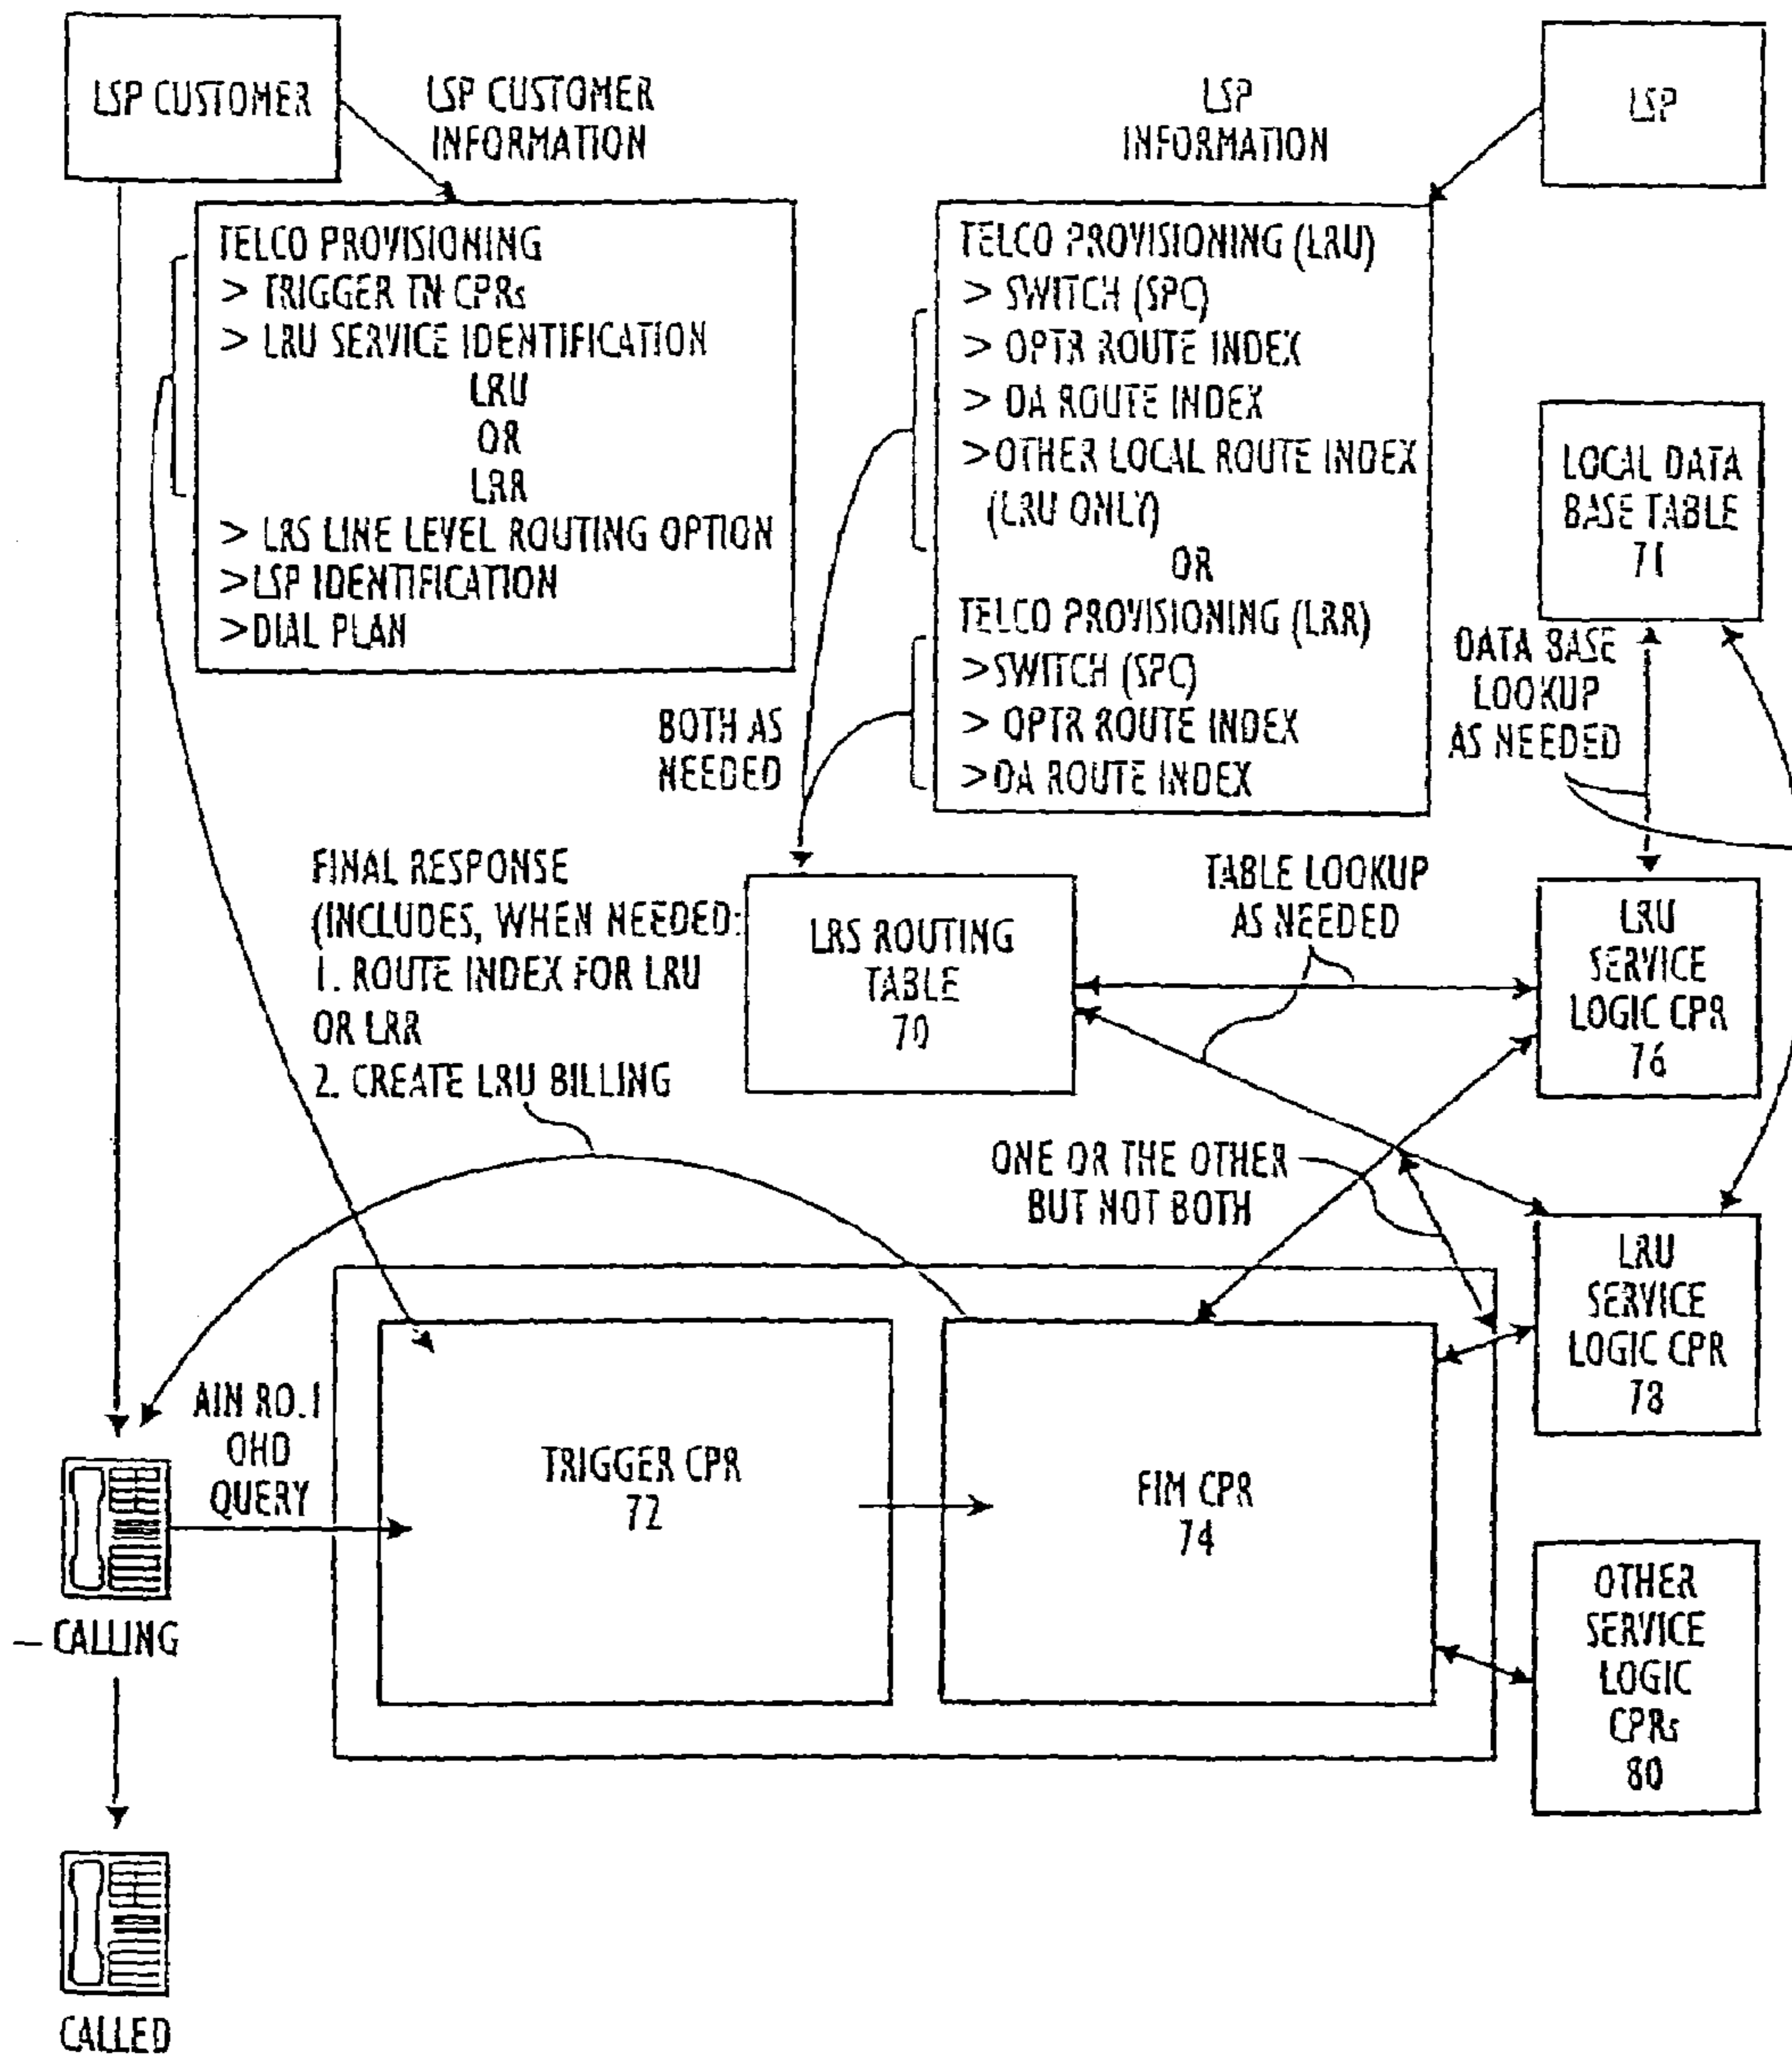 LSP CUSTOMER
LSP CUSTOMER
INFORMATION
LSP
INFORMATION
LSP
TELCO PROVISIONING
> TRIGGER TN CPRs
> LRU SERVICE IDENTIFICATION
LRU
OR
LRR
> LRS LINE LEVEL ROUTING OPTION
>LSP IDENTIFICATION
>DIAL PLAN
TELCO PROVISIONING (LRU)
> SWITCH (SPC)
> OPTR ROUTE INDEX
> DA ROUTE INDEX
>OTHER LOCAL ROUTE INDEX
(LRU ONLY)
OR
TELCO PROVISIONING (LRR)
>SWITCH (SPC)
> OPTR ROUTE INDEX
>DA ROUTE INDEX
LOCAL DATA
BASE TABLE
71
DATA BASE
LOOKUP
AS NEEDED
BOTH AS
NEEDED
FINAL RESPONSE
(INCLUDES, WHEN NEEDED:
1. ROUTE INDEX FOR LRU
OR LRR
2. CREATE LRU BILLING
LRS ROUTING
TABLE
70
TABLE LOOKUP
AS NEEDED
LRU
SERVICE
LOGIC CPR
76
ONE OR THE OTHER
BUT NOT BOTH
LRU
SERVICE
LOGIC CPR
78
AIN RO.1
OHD
QUERY
TRIGGER CPR
72
FIM CPR
74
OTHER
SERVICE
LOGIC
CPRs
80
CALLING
CALLED